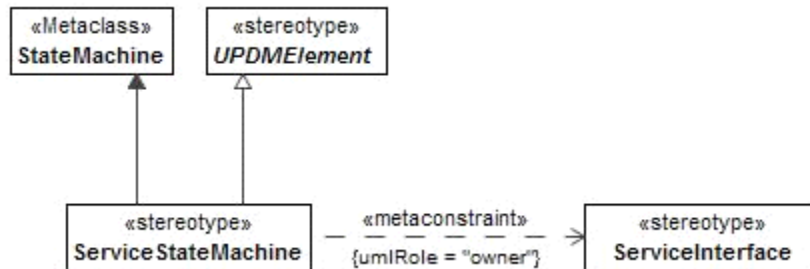 «Metaclass»
StateMachine
«stereotype»
UPDMElement
«stereotype»
ServiceStateMachine
«metaconstraint»
{umlRole = "owner"}
«stereotype»
ServiceInterface